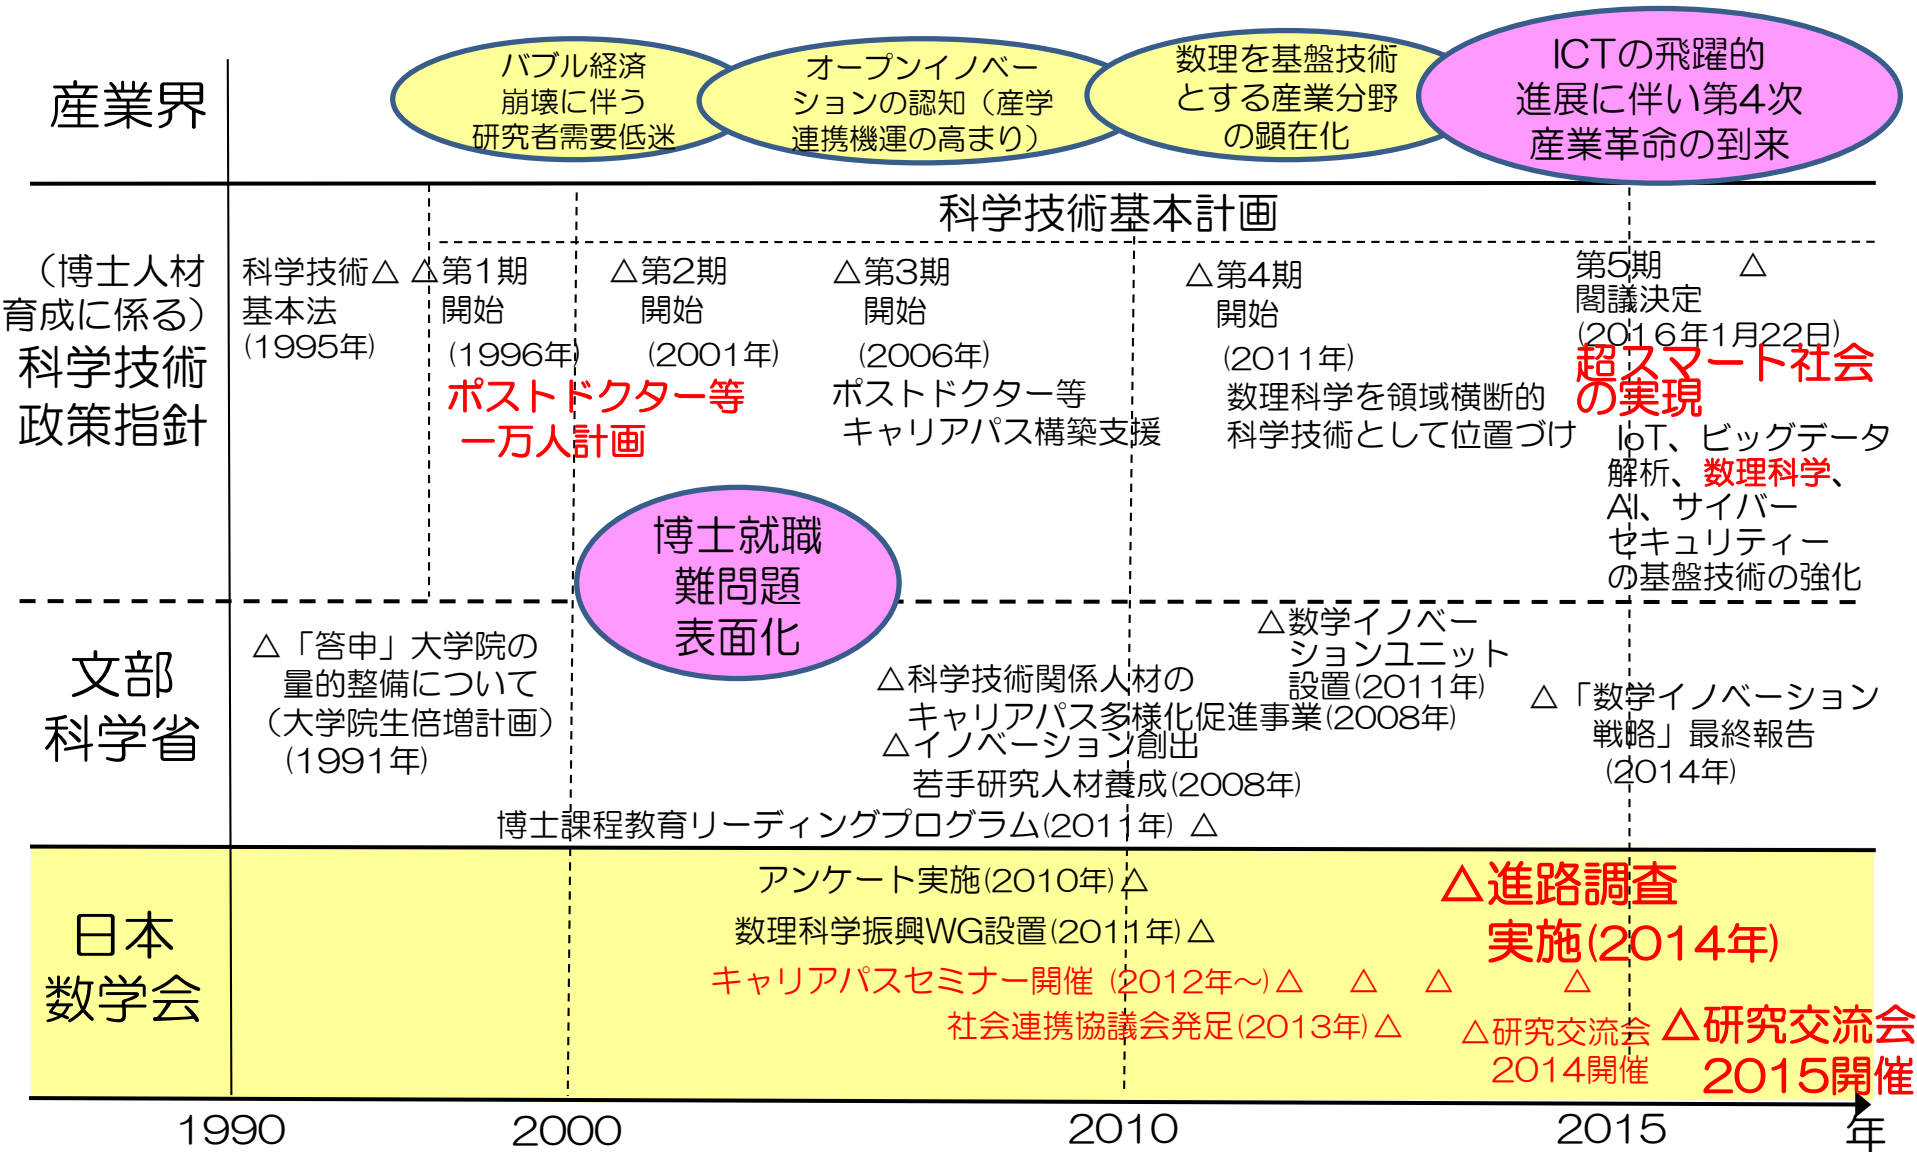 産業界
バブル経済
崩壊に伴う
研究者需要低迷
オープンイノベー
ションの認知（産学
連携機運の高まり）
数理を基盤技術
とする産業分野
の顕在化
ICTの飛躍的
進展に伴い第4次
産業革命の到来
（博士人材
育成に係る）
科学技術
政策指針
科学技術基本計画
科学技術△
基本法
(1995年)
△第1期
開始
(1996年)
ポストドクター等
一万人計画
△第2期
開始
(2001年)
△第3期
開始
(2006年)
ポストドクター等
キャリアパス構築支援
△第4期
開始
(2011年)
数理科学を領域横断的
科学技術として位置づけ
第5期 △
閣議決定
(2016年1月22日)
超スマート社会
の実現
IoT、ビッグデータ
解析、数理科学、
AI、サイバー
セキュリティー
の基盤技術の強化
博士就職
難問題
表面化
文部
科学省
△「答申」大学院の
量的整備について
（大学院生倍増計画）
(1991年)
△数学イノベー
ションユニット
設置(2011年)
△科学技術関係人材の
キャリアパス多様化促進事業(2008年)
△イノベーション創出
若手研究人材養成(2008年)
博士課程教育リーディングプログラム(2011年) △
△「数学イノベーション
戦略」最終報告
(2014年)
日本
数学会
アンケート実施(2010年)△
数理科学振興WG設置(2011年)△
キャリアパスセミナー開催 (2012年～)△ △ △ △
社会連携協議会発足(2013年)△
△進路調査
実施(2014年)
△研究交流会
2014開催
△研究交流会
2015開催
1990 2000 2010 2015 年